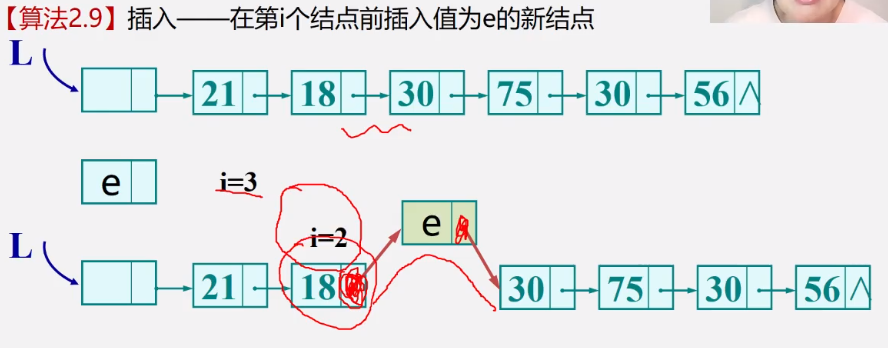 【算法2.9】插入——在第i个结点前插入值为e的新结点
L
21 18 30 75 30 56 ∧
e i=3
e
i=2
L
21 18 30 75 30 56 ∧